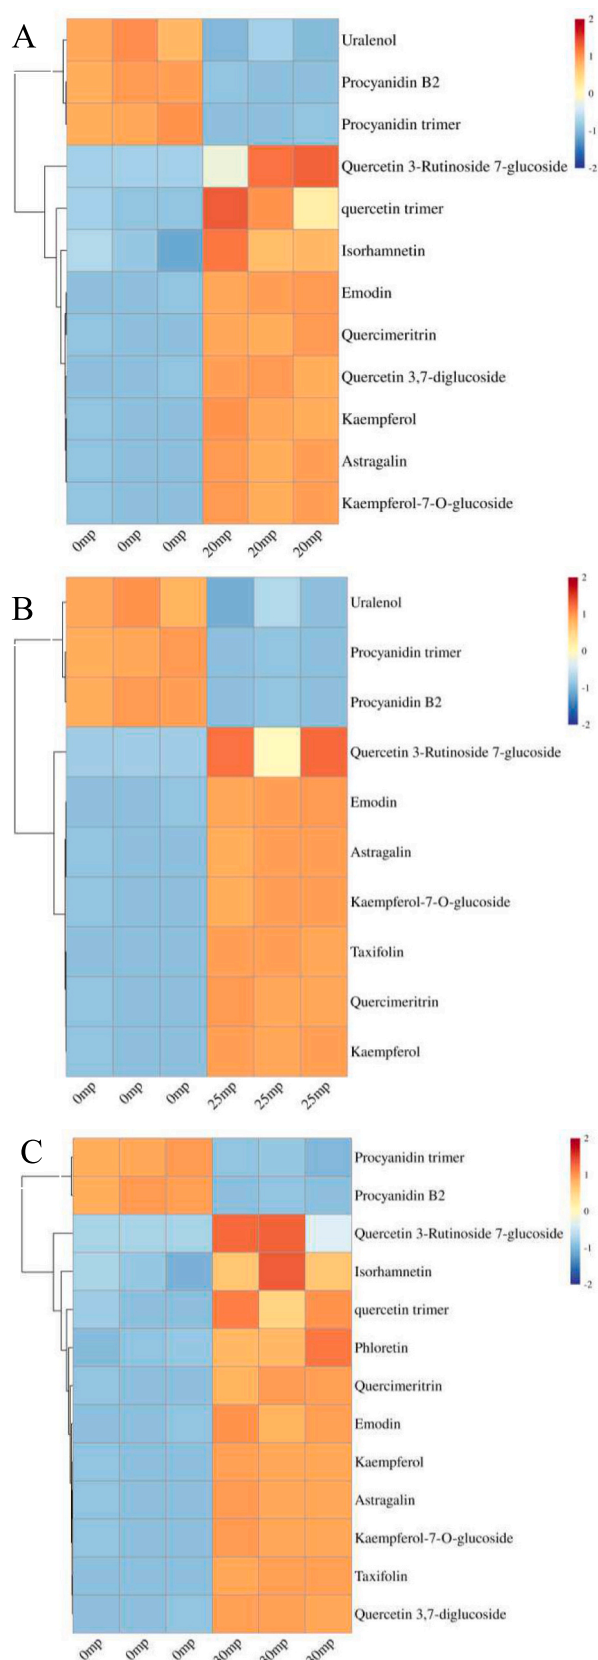 A
Uralenol
Procyanidin B2
Procyanidin trimer
Quercetin 3-Rutinoside 7-glucoside
quercetin trimer
Isorhamnetin
Emodin
Quercimeritrin
Quercetin 3,7-diglucoside
Kaempferol
Astragalin
Kaempferol-7-O-glucoside
0mp 0mp 0mp 20mp 20mp 20mp
2
1
0
-1
-2
B
Uralenol
Procyanidin trimer
Procyanidin B2
Quercetin 3-Rutinoside 7-glucoside
Emodin
Astragalin
Kaempferol-7-O-glucoside
Taxifolin
Quercimeritrin
Kaempferol
0mp 0mp 0mp 25mp 25mp 25mp
2
1
0
-1
-2
C
Procyanidin trimer
Procyanidin B2
Quercetin 3-Rutinoside 7-glucoside
Isorhamnetin
quercetin trimer
Phloretin
Quercimeritrin
Emodin
Kaempferol
Astragalin
Kaempferol-7-O-glucoside
Taxifolin
Quercetin 3,7-diglucoside
0mp 0mp 0mp 30mp 30mp 30mp
2
1
0
-1
-2